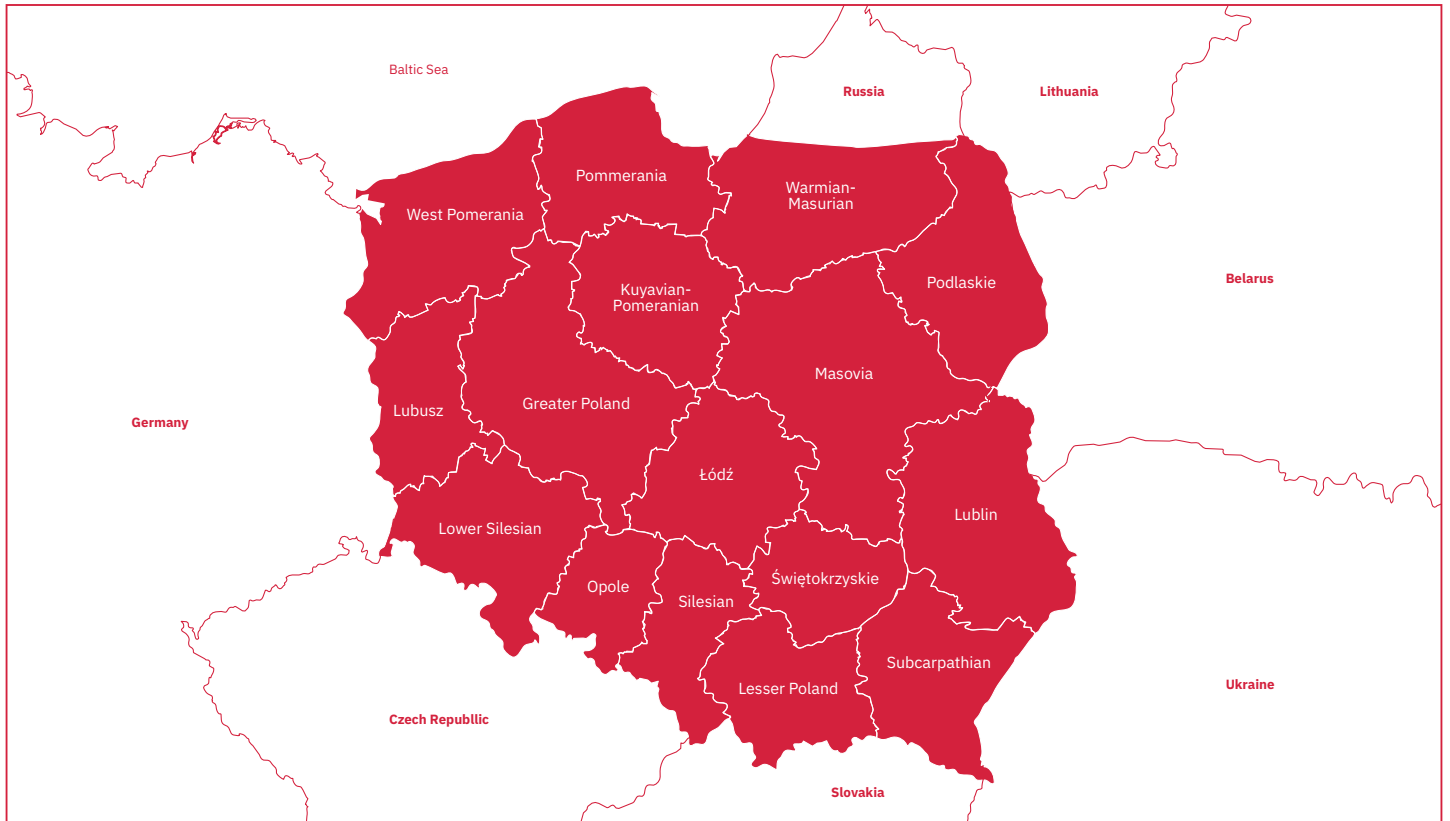 Baltic Sea
Russia
Lithuania
Pommerania
Warmian-
Masurian
West Pomerania
Belarus
Podlaskie
Kuyavian-
Pomeranian
Masovia
Greater Poland
Lubusz
Germany
Łódź
Lublin
Lower Silesian
Świętokrzyskie
Opole
Silesian
Subcarpathian
Ukraine
Lesser Poland
Czech Republlic
Slovakia